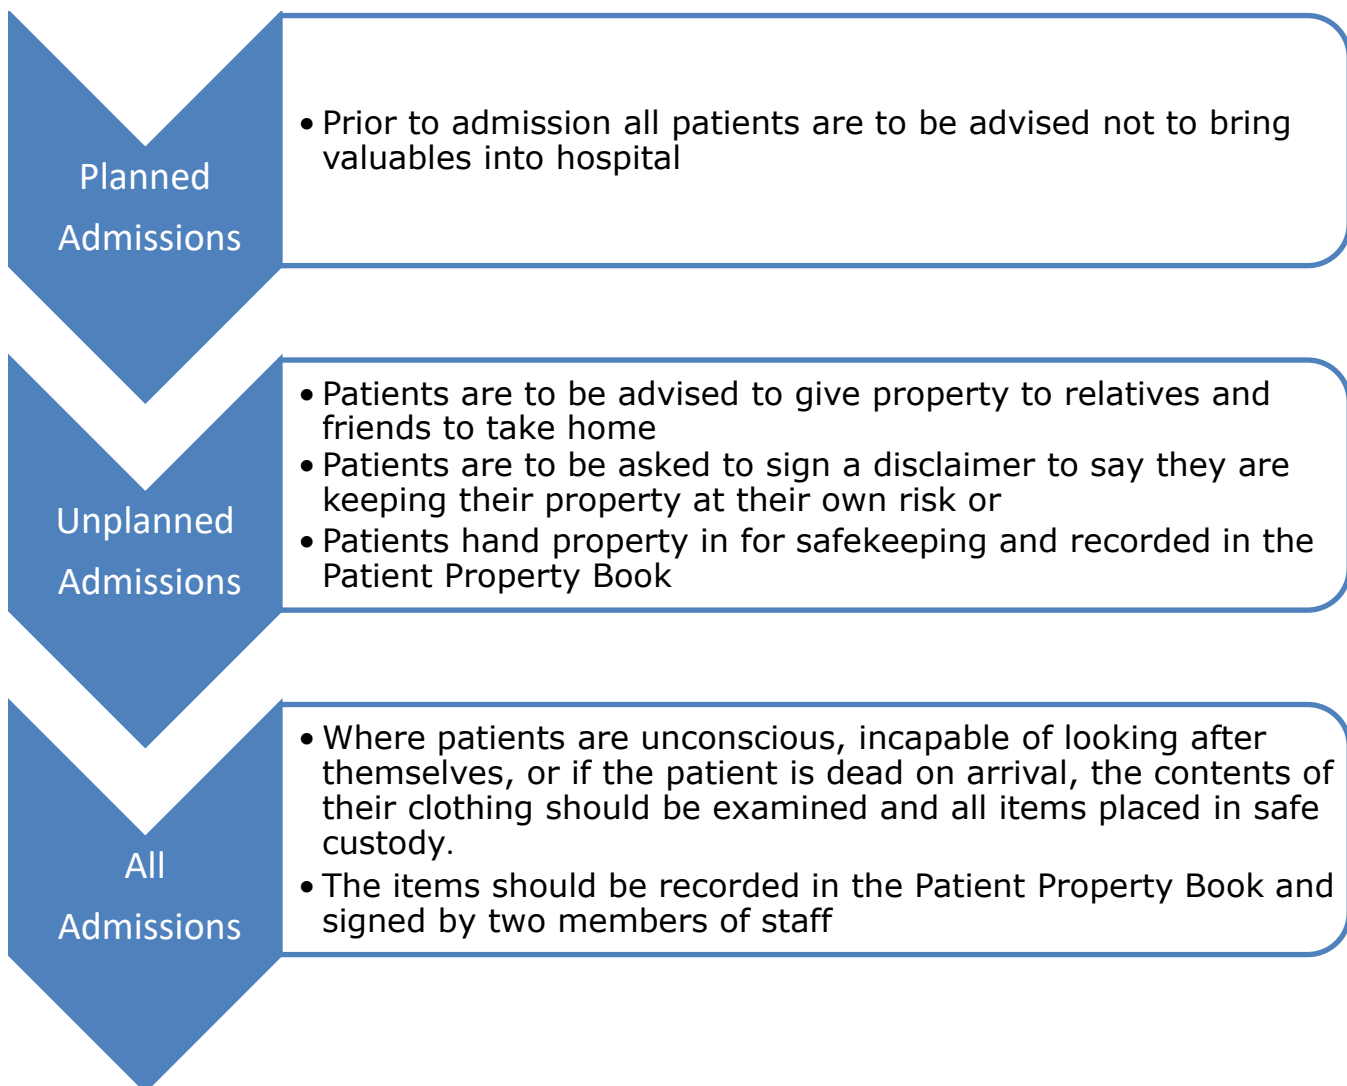 Planned
Admissions
• Prior to admission all patients are to be advised not to bring
valuables into hospital
Unplanned
Admissions
• Patients are to be advised to give property to relatives and
friends to take home
• Patients are to be asked to sign a disclaimer to say they are
keeping their property at their own risk or
• Patients hand property in for safekeeping and recorded in the
Patient Property Book
All
Admissions
• Where patients are unconscious, incapable of looking after
themselves, or if the patient is dead on arrival, the contents of
their clothing should be examined and all items placed in safe
custody.
• The items should be recorded in the Patient Property Book and
signed by two members of staff